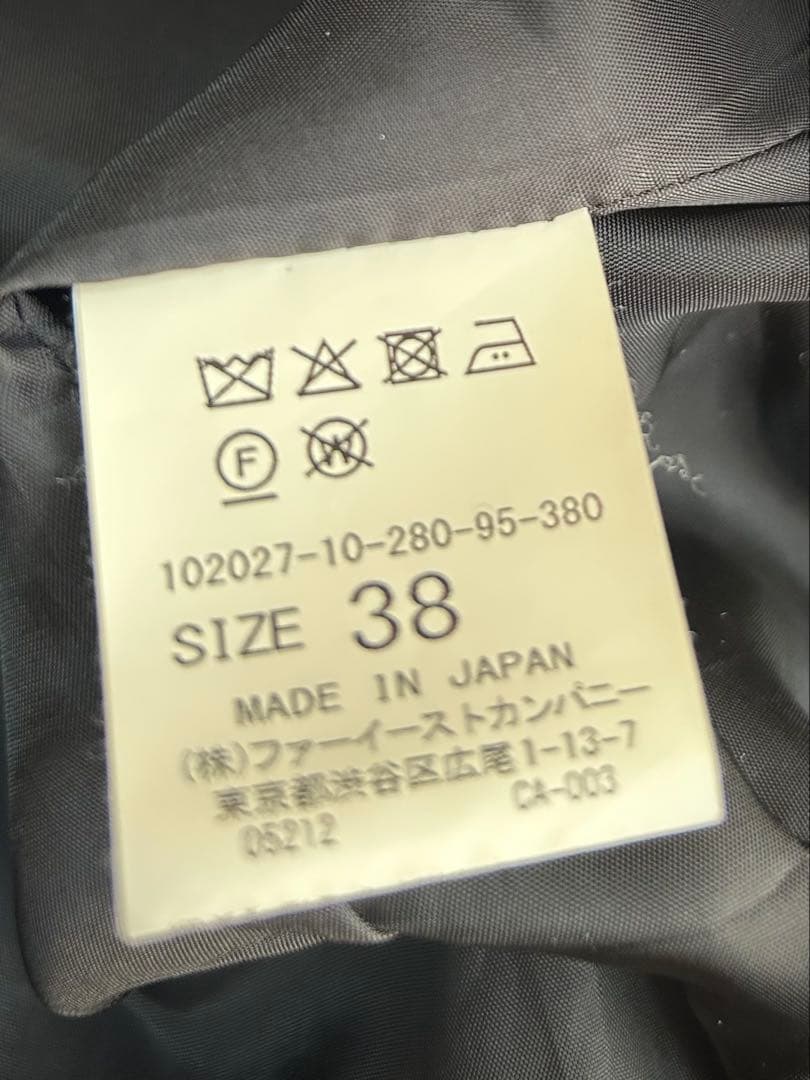 F W
102027-10-280-95-380
SIZE 38
MADE IN JAPAN
(株)ファーイーストカンパニー
東京都渋谷区広尾1-13-7
05212 CA-003